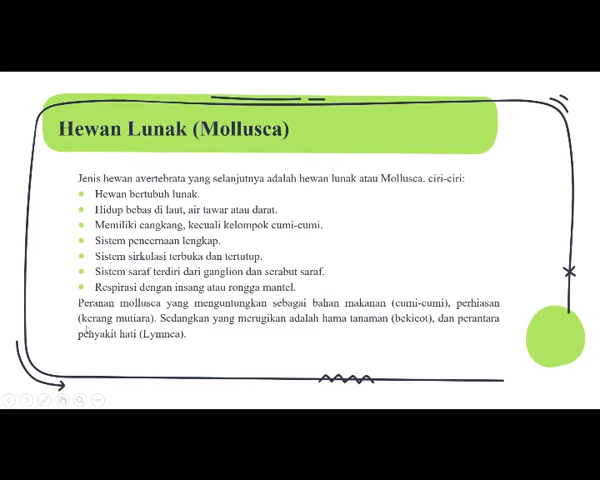 Hewan Lunak (Mollusca)
Jenis hewan avertebrata yang selanjutnya adalah hewan lunak atau Mollusca. ciri-ciri:
Hewan bertubuh lunak.
Hidup bebas di laut, air tawar atau darat.
Memiliki cangkang, kecuali kelompok cumi-cumi.
Sistem pencernaan lengkap.
Sistem sirkulasi terbuka dan tertutup.
Sistem saraf terdiri dari ganglion dan serabut saraf.
Respirasi dengan insang atau rongga mantel.
Peranan mollusca yang menguntungkan sebagai bahan makanan (cumi-cumi), perhiasan
(kerang mutiara). Sedangkan yang merugikan adalah hama tanaman (bekicot), dan perantara
penyakit hati (Lymnea).